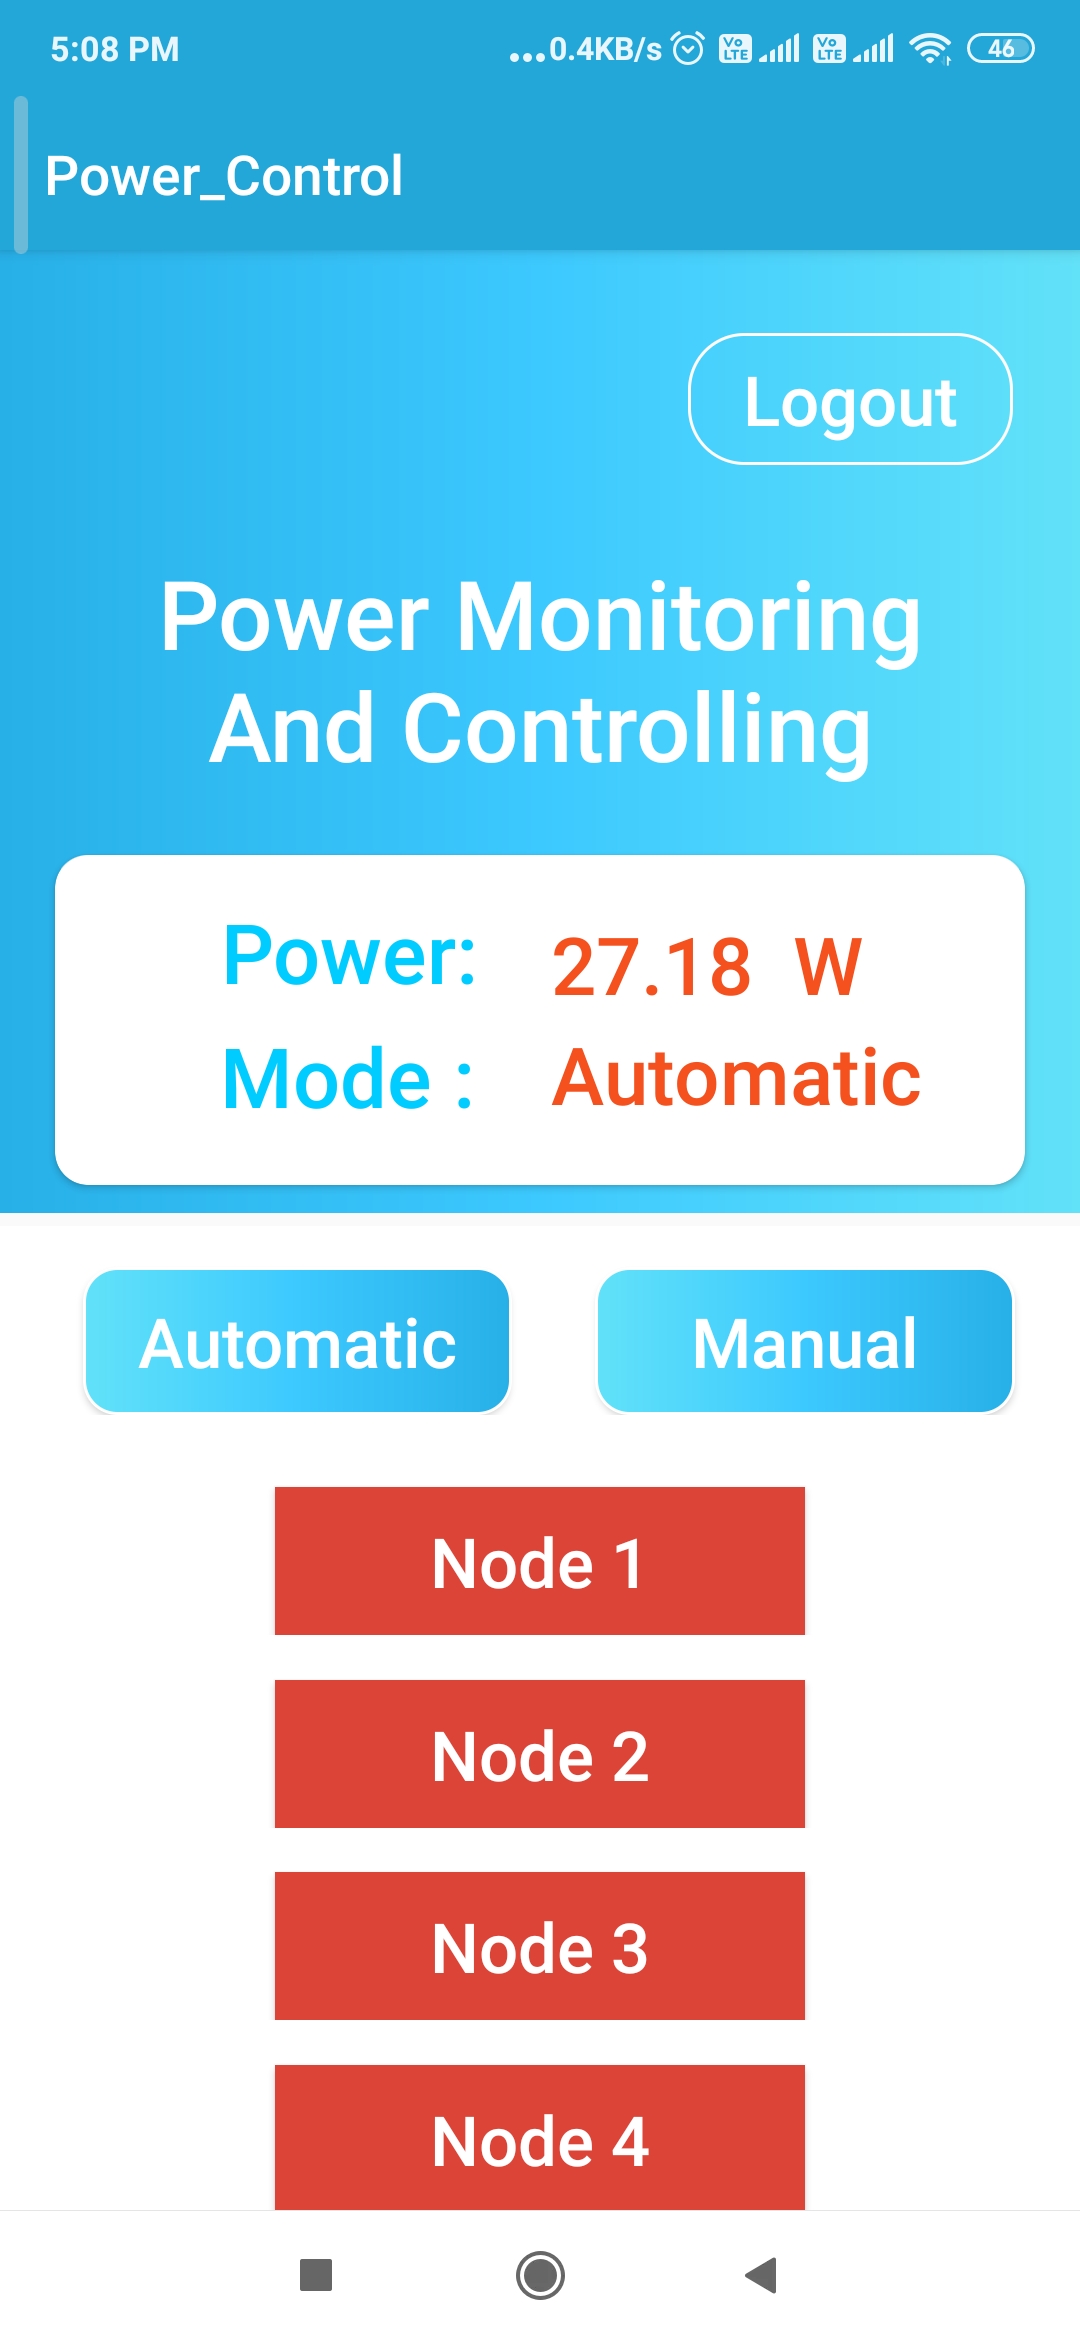 5:08 PM ...0.4KB/s Vo LTE Vo LTE 46
Power_Control
Logout
Power Monitoring
And Controlling
Power: 27.18 W
Mode : Automatic
Automatic Manual
Node 1
Node 2
Node 3
Node 4